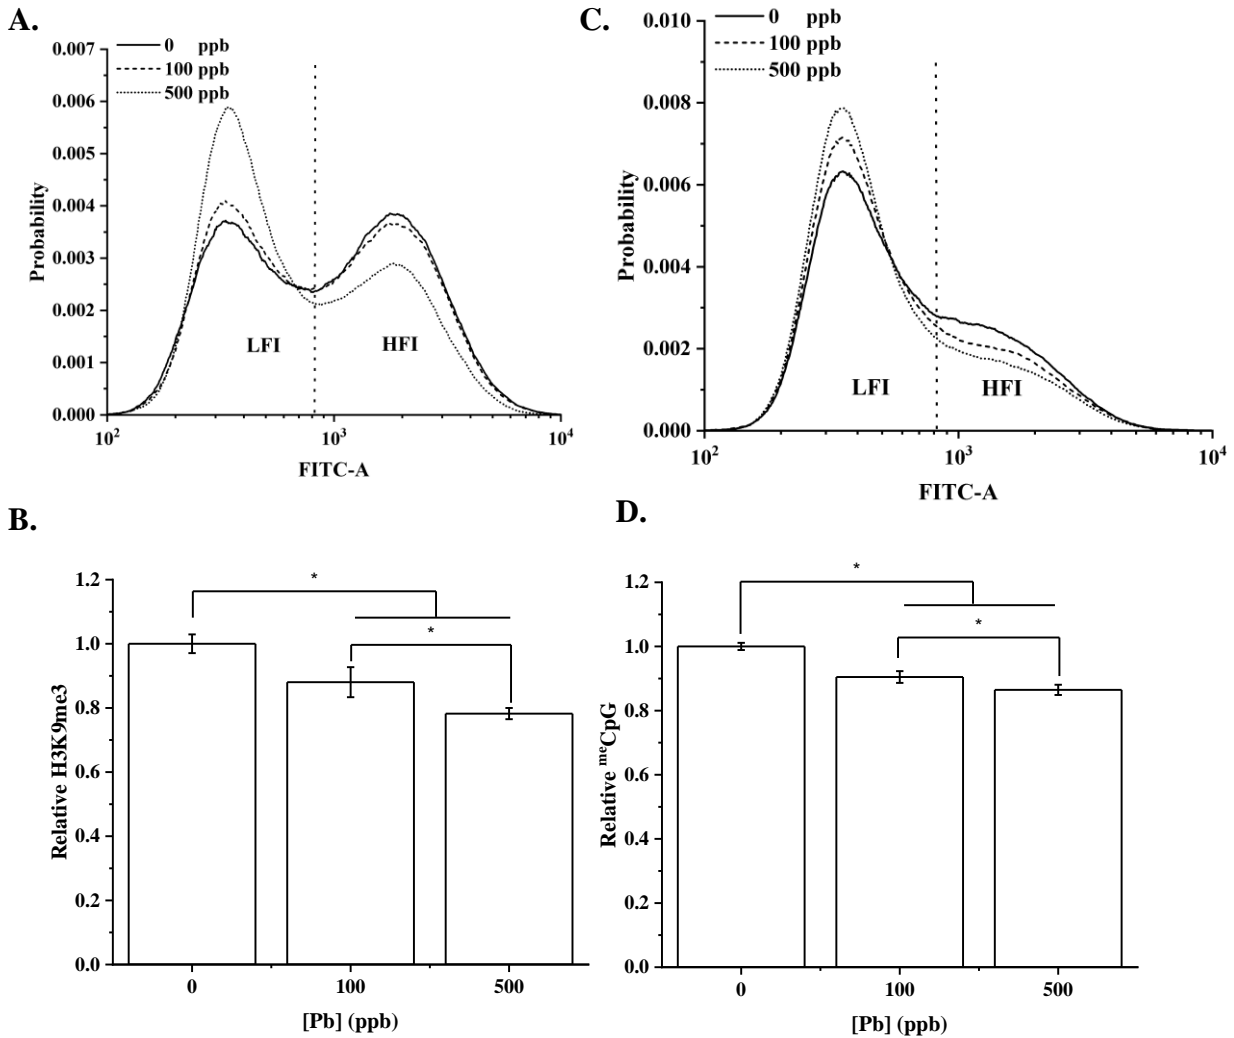 A.
0 ppb
100 ppb
500 ppb
0.007
0.006
0.005
0.004
0.003
0.002
0.001
0.000
Probability
LFI
HFI
10²
10³
10⁴
FITC-A
C.
0 ppb
100 ppb
500 ppb
0.010
0.008
0.006
0.004
0.002
0.000
Probability
LFI
HFI
10²
10³
10⁴
FITC-A
B.
1.2
1.0
0.8
0.6
0.4
0.2
0.0
Relative H3K9me3
*
*
0
100
500
[Pb] (ppb)
D.
1.2
1.0
0.8
0.6
0.4
0.2
0.0
Relative ᵐᵉCpG
*
*
0
100
500
[Pb] (ppb)